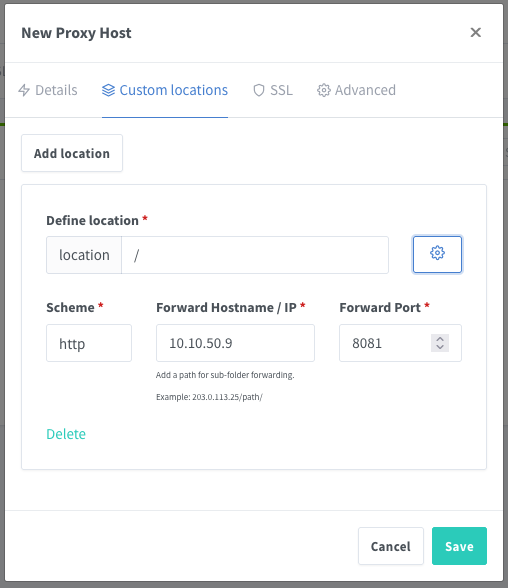 New Proxy Host
Details Custom locations SSL Advanced
Add location
Define location *
location /
Scheme * Forward Hostname / IP * Forward Port *
http 10.10.50.9 8081
Add a path for sub-folder forwarding.
Example: 203.0.113.25/path/
Delete
Cancel Save